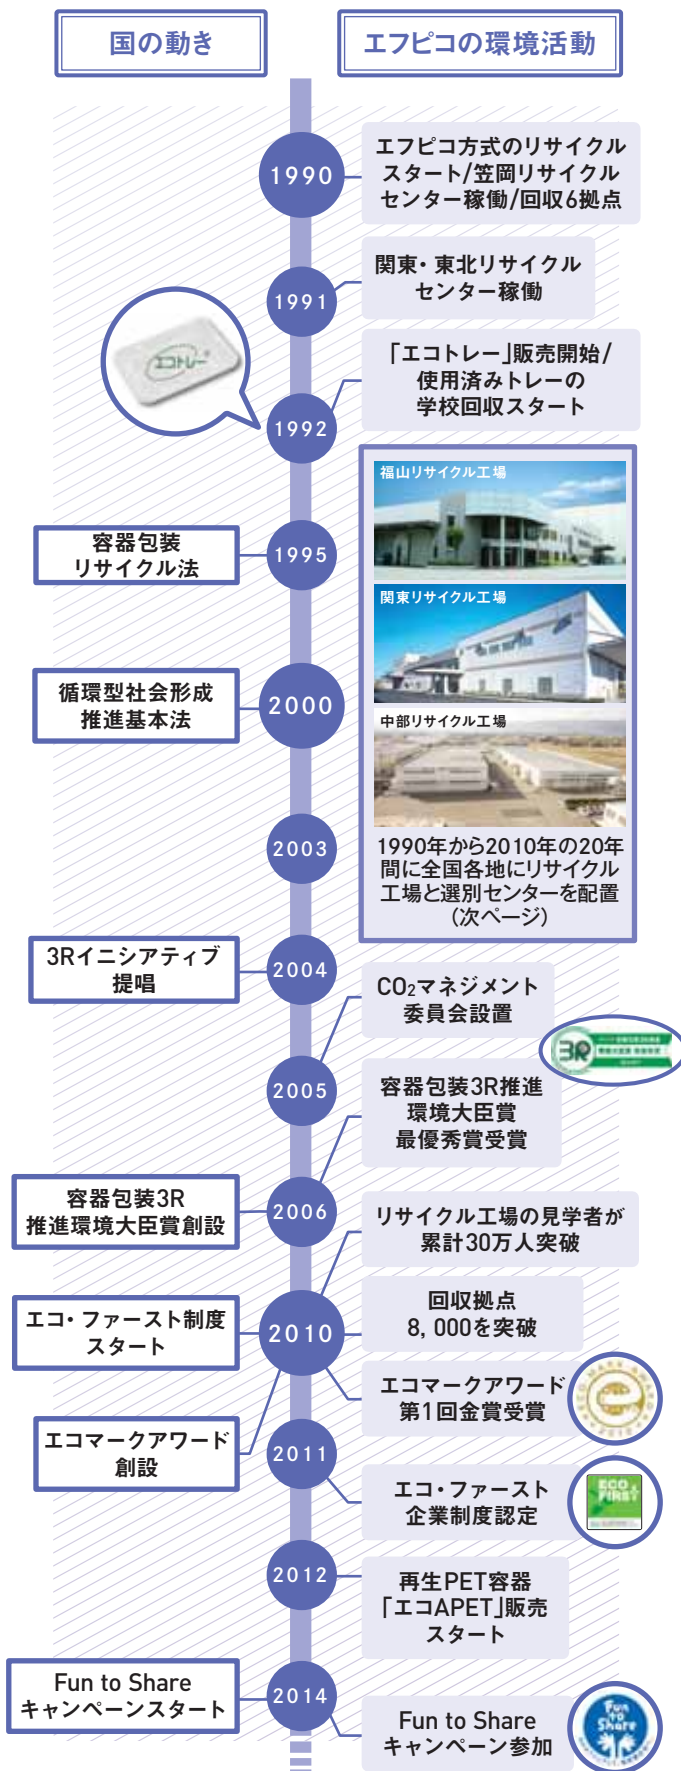 国の動き
エフピコの環境活動
1990
エフピコ方式のリサイクル
スタート/笠岡リサイクル
センター稼働/回収6拠点
1991
関東・東北リサイクル
センター稼働
エコトレー
1992
「エコトレー」販売開始/
使用済みトレーの
学校回収スタート
福山リサイクル工場
関東リサイクル工場
中部リサイクル工場
1990年から2010年の20年
間に全国各地にリサイクル
工場と選別センターを配置
(次ページ)
容器包装
リサイクル法
1995
循環型社会形成
推進基本法
2000
2003
3Rイニシアティブ
提唱
2004
CO₂マネジメント
委員会設置
2005
3R
容器包装3R推進
環境大臣賞
最優秀賞受賞
容器包装3R
推進環境大臣賞創設
2006
リサイクル工場の見学者が
累計30万人突破
エコ・ファースト制度
スタート
2010
回収拠点
8,000を突破
エコマークアワード
第1回金賞受賞
エコマークアワード
創設
2011
エコ・ファースト
企業制度認定
ECO
FIRST
2012
再生PET容器
「エコAPET」販売
スタート
Fun to Share
キャンペーンスタート
2014
Fun to Share
キャンペーン参加
Fun
to
Share